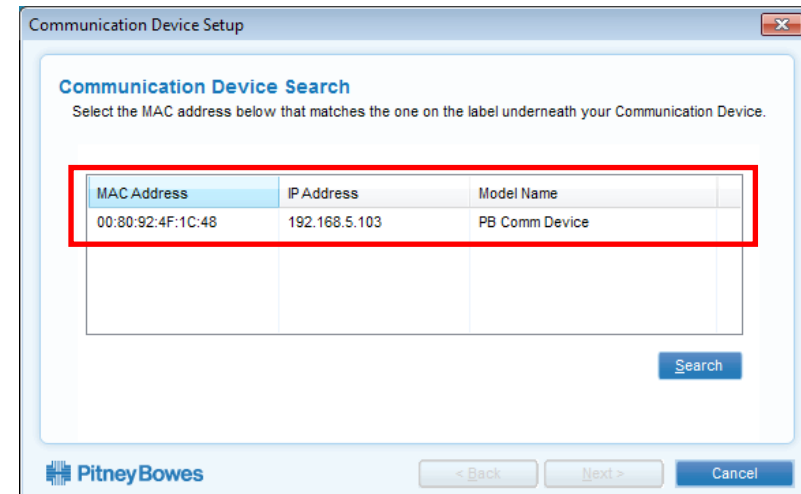 Communication Device Setup
Communication Device Search
Select the MAC address below that matches the one on the label underneath your Communication Device.
MAC Address IP Address Model Name
00:80:92:4F:1C:48 192.168.5.103 PB Comm Device
Search
PitneyBowes < Back Next > Cancel